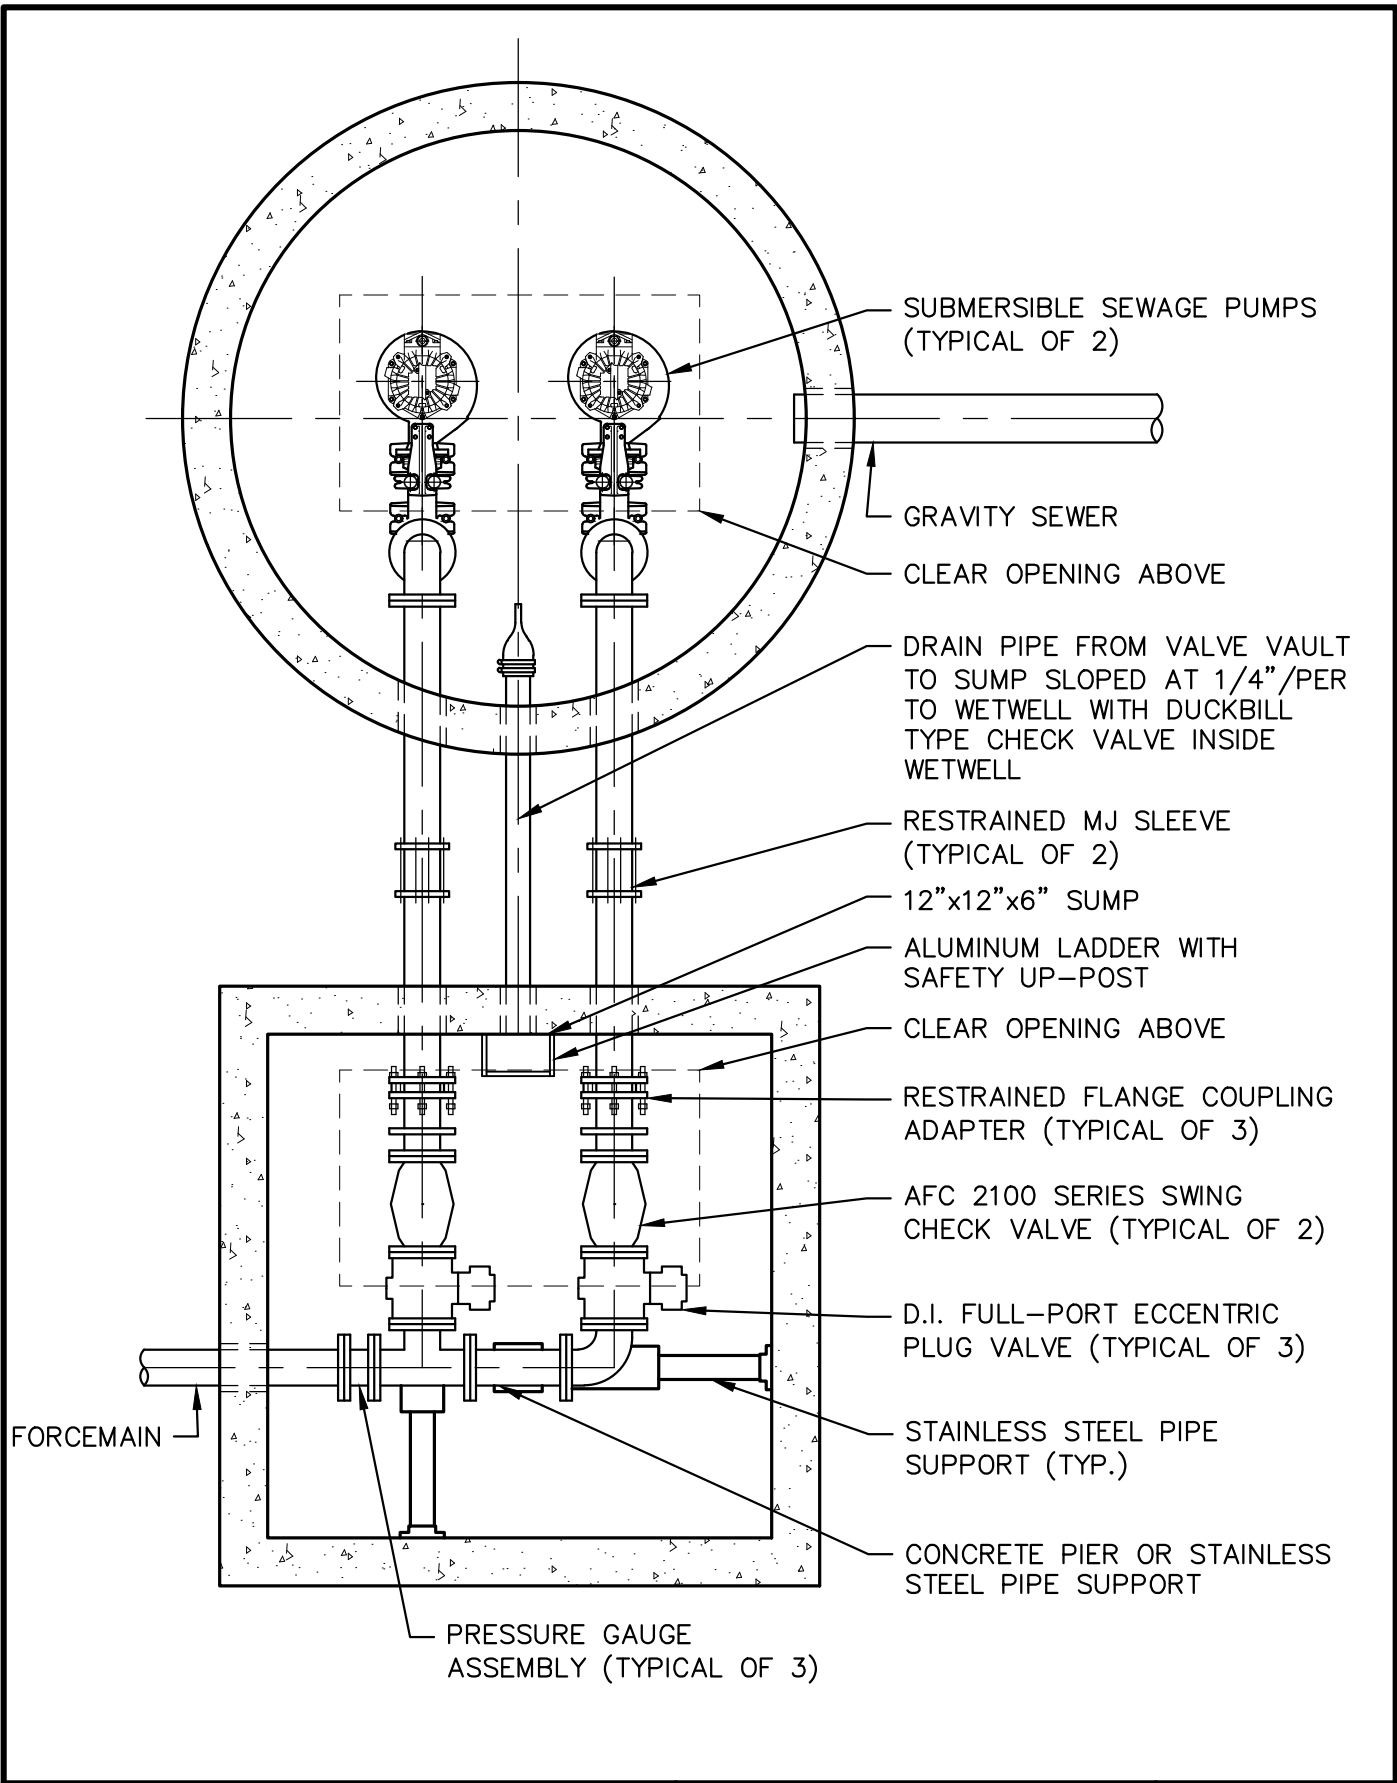 SUBMERSIBLE SEWAGE PUMPS
(TYPICAL OF 2)
GRAVITY SEWER
CLEAR OPENING ABOVE
DRAIN PIPE FROM VALVE VAULT
TO SUMP SLOPED AT 1/4"/PER
TO WETWELL WITH DUCKBILL
TYPE CHECK VALVE INSIDE
WETWELL
RESTRAINED MJ SLEEVE
(TYPICAL OF 2)
12"x12"x6" SUMP
ALUMINUM LADDER WITH
SAFETY UP-POST
CLEAR OPENING ABOVE
RESTRAINED FLANGE COUPLING
ADAPTER (TYPICAL OF 3)
AFC 2100 SERIES SWING
CHECK VALVE (TYPICAL OF 2)
D.I. FULL-PORT ECCENTRIC
PLUG VALVE (TYPICAL OF 3)
STAINLESS STEEL PIPE
SUPPORT (TYP.)
FORCEMAIN
CONCRETE PIER OR STAINLESS
STEEL PIPE SUPPORT
PRESSURE GAUGE
ASSEMBLY (TYPICAL OF 3)